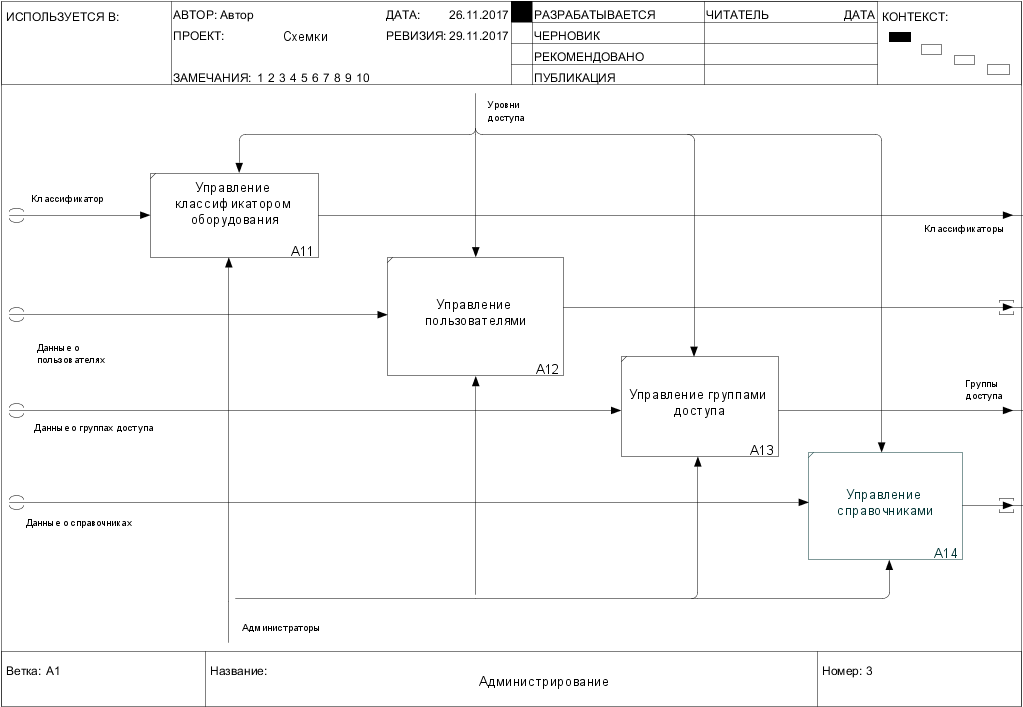 ИСПОЛЬЗУЕТСЯ В:
АВТОР: Автор
ДАТА: 26.11.2017
РАЗРАБАТЫВАЕТСЯ
ЧИТАТЕЛЬ
ДАТА
КОНТЕКСТ:
ПРОЕКТ: Схемки
РЕВИЗИЯ: 29.11.2017
ЧЕРНОВИК
РЕКОМЕНДОВАНО
ЗАМЕЧАНИЯ: 1 2 3 4 5 6 7 8 9 10
ПУБЛИКАЦИЯ
Уровни
доступа
Классификатор
Управление
классификатором
оборудования
A11
Классификаторы
Управление
пользователями
A12
Данные о
пользователях
Управление группами
доступа
A13
Группы
доступа
Данные о группах доступа
Управление
справочниками
A14
Данные о справочниках
Администраторы
Ветка: A1
Название:
Администрирование
Номер: 3